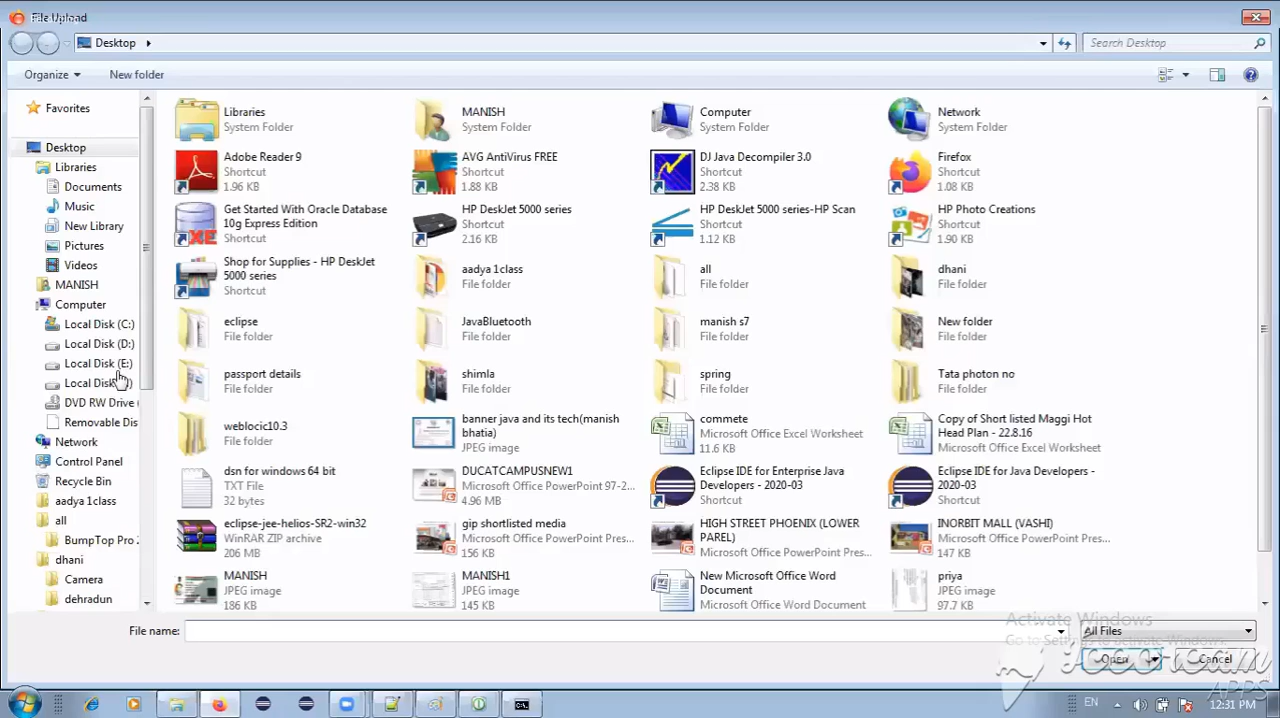 File Upload
Desktop
Search Desktop
Organize
New folder
Favorites
Desktop
Libraries
Documents
Music
New Library
Pictures
Videos
MANISH
Computer
Local Disk (C:)
Local Disk (D:)
Local Disk (E:)
Local Disk
DVD RW Drive
Removable Dis
Network
Control Panel
Recycle Bin
aadya 1class
all
BumpTop Pro
dhani
Camera
dehradun
Libraries
System Folder
MANISH
System Folder
Computer
System Folder
Network
System Folder
Adobe Reader 9
Shortcut
1.96 KB
AVG AntiVirus FREE
Shortcut
1.88 KB
DJ Java Decompiler 3.0
Shortcut
2.38 KB
Firefox
Shortcut
1.08 KB
Get Started With Oracle Database
10g Express Edition
Shortcut
HP DeskJet 5000 series
Shortcut
2.16 KB
HP DeskJet 5000 series-HP Scan
Shortcut
1.12 KB
HP Photo Creations
Shortcut
1.90 KB
Shop for Supplies - HP DeskJet
5000 series
Shortcut
aadya 1class
File folder
all
File folder
dhani
File folder
eclipse
File folder
JavaBluetooth
File folder
manish s7
File folder
New folder
File folder
passport details
File folder
shimla
File folder
spring
File folder
Tata photon no
File folder
weblocic10.3
File folder
banner java and its tech(manish
bhatia)
JPEG image
commete
Microsoft Office Excel Worksheet
11.6 KB
Copy of Short listed Maggi Hot
Head Plan - 22.8.16
Microsoft Office Excel Worksheet
dsn for windows 64 bit
TXT File
32 bytes
DUCATCAMPUSNEW1
Microsoft Office PowerPoint 97-2...
4.96 MB
Eclipse IDE for Enterprise Java
Developers - 2020-03
Shortcut
Eclipse IDE for Java Developers -
2020-03
Shortcut
eclipse-jee-helios-SR2-win32
WinRAR ZIP archive
206 MB
gip shortlisted media
Microsoft Office PowerPoint Pres...
156 KB
HIGH STREET PHOENIX (LOWER
PAREL)
Microsoft Office PowerPoint Pres...
INORBIT MALL (VASHI)
Microsoft Office PowerPoint Pres...
147 KB
MANISH
JPEG image
186 KB
MANISH1
JPEG image
145 KB
New Microsoft Office Word
Document
Microsoft Office Word Document
priya
JPEG image
97.7 KB
File name:
All Files
Activate Windows
Go to Settings to activate Windows.
Open
Cancel
APPS
EN
12:31 PM